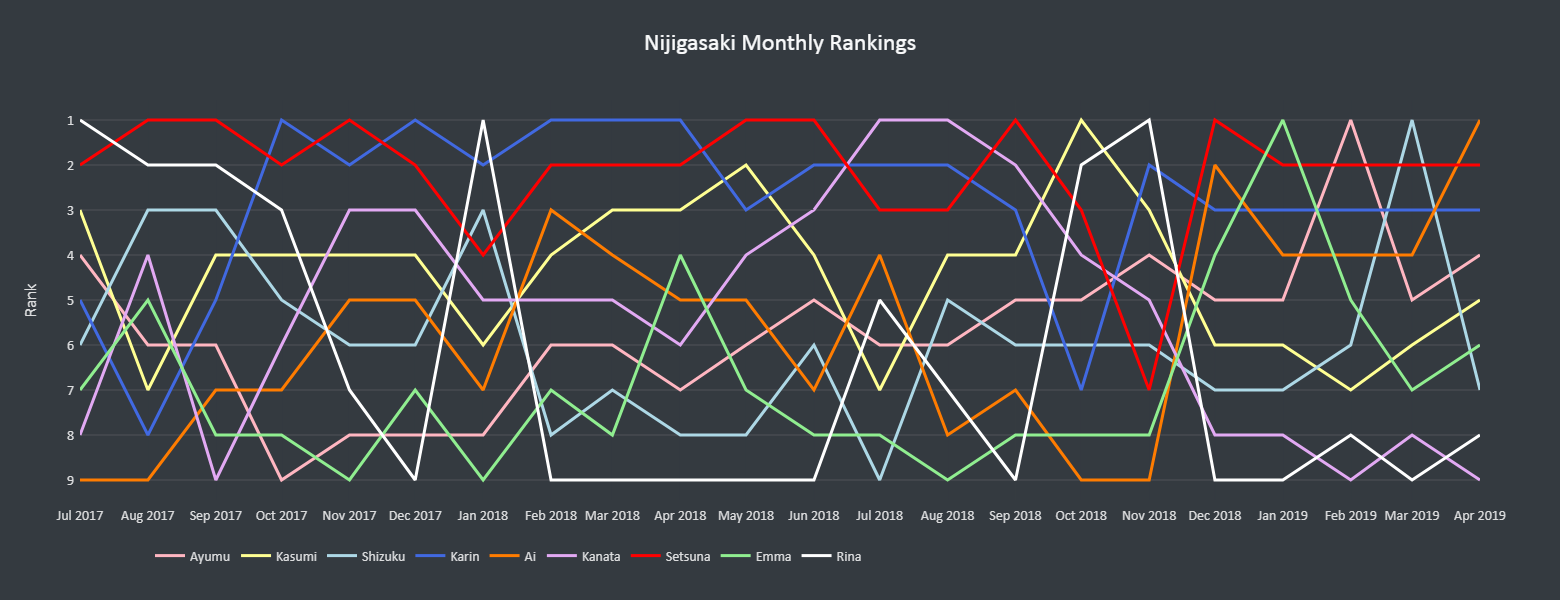 Nijigasaki Monthly Rankings
Rank
1
2
3
4
5
6
7
8
9
Jul 2017 Aug 2017 Sep 2017 Oct 2017 Nov 2017 Dec 2017 Jan 2018 Feb 2018 Mar 2018 Apr 2018 May 2018 Jun 2018 Jul 2018 Aug 2018 Sep 2018 Oct 2018 Nov 2018 Dec 2018 Jan 2019 Feb 2019 Mar 2019 Apr 2019
Ayumu Kasumi Shizuku Karin Ai Kanata Setsuna Emma Rina